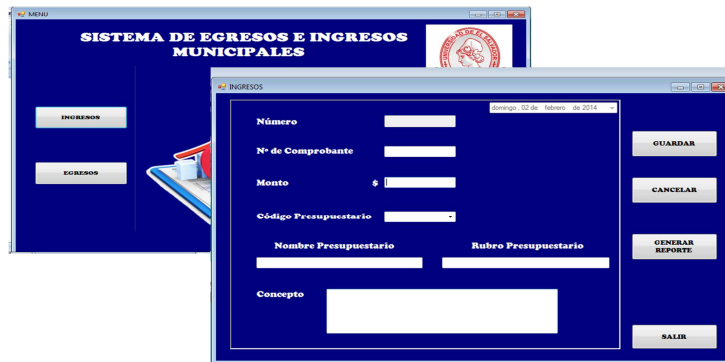 MENU
SISTEMA DE EGRESOS E INGRESOS
MUNICIPALES
INGRESOS
EGRESOS
INGRESOS
domingo , 02 de febrero de 2014
Número
Nº de Comprobante
Monto $
Código Presupuestario
Nombre Presupuestario Rubro Presupuestario
Concepto
GUARDAR
CANCELAR
GENERAR
REPORTE
SALIR